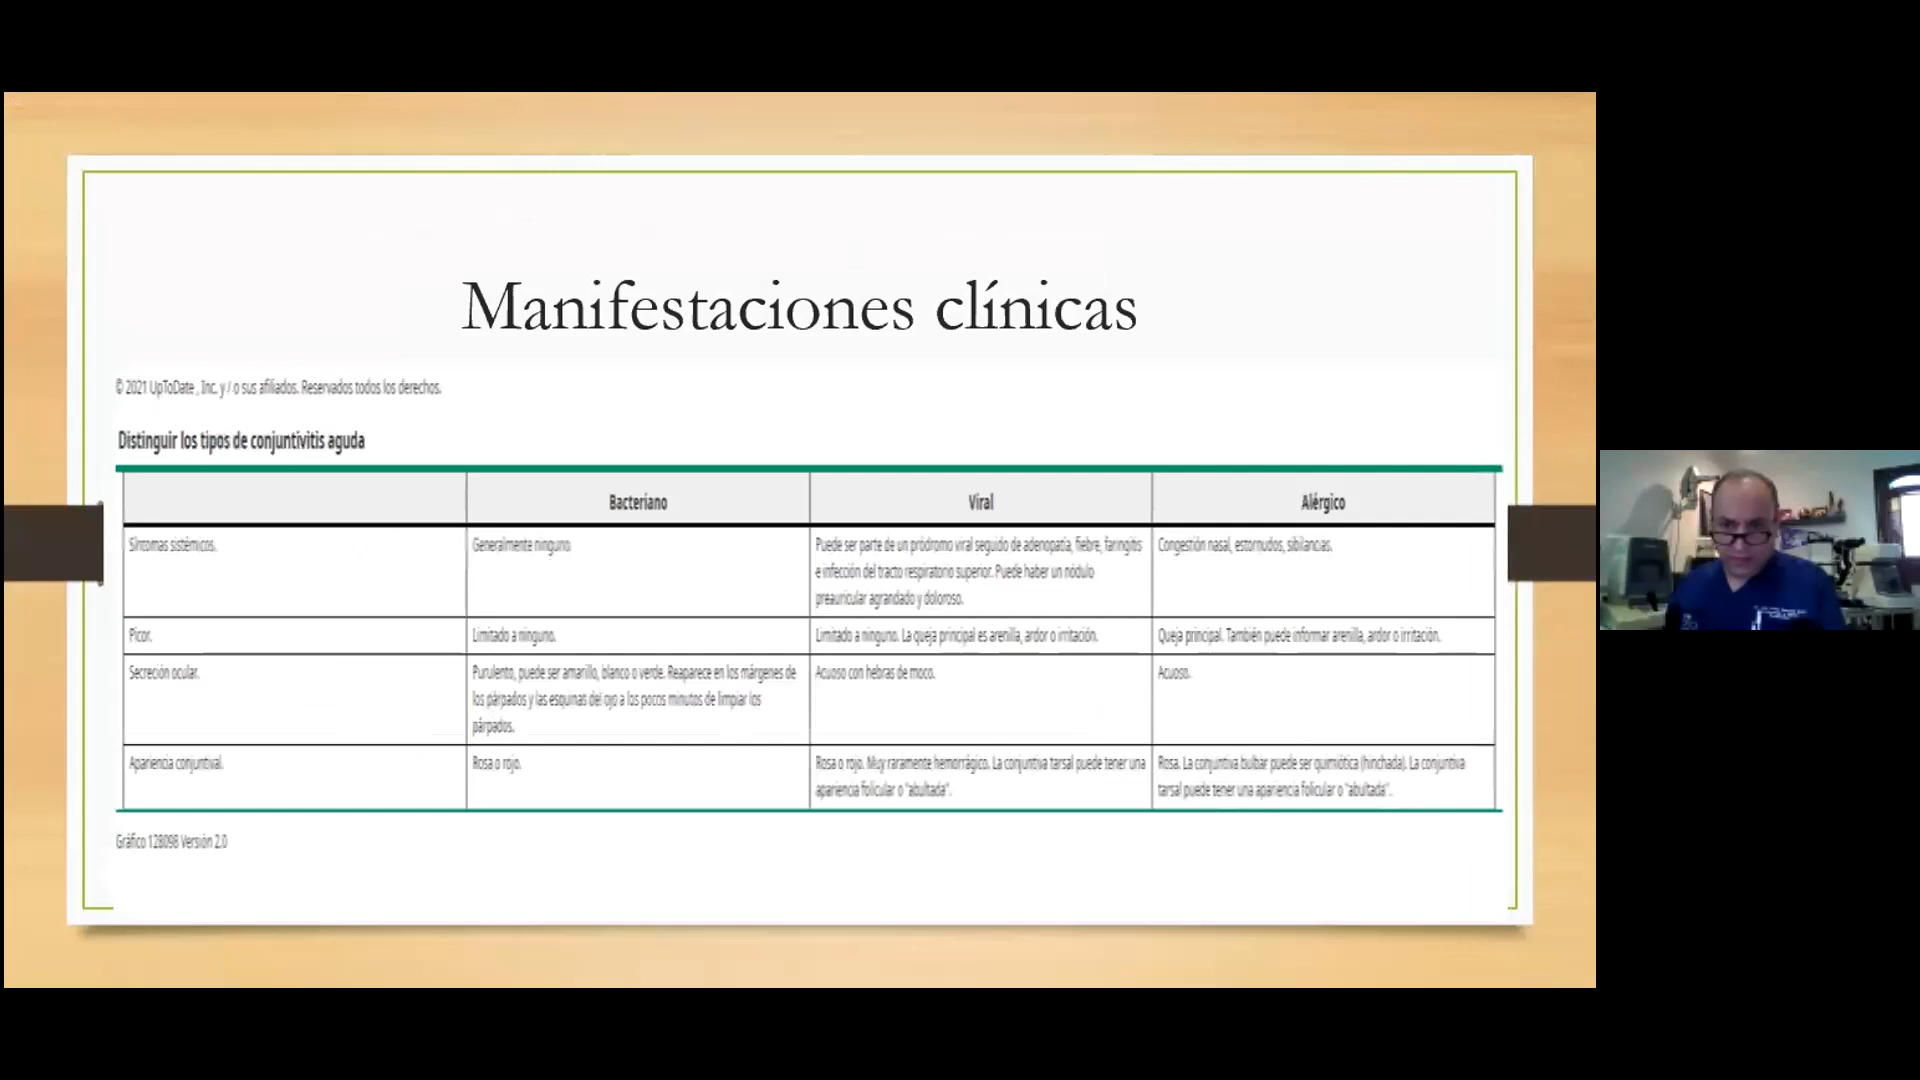 Manifestaciones clínicas
© 2021 UpToDate , Inc. y / o sus afiliados. Reservados todos los derechos.
Distinguir los tipos de conjuntivitis aguda
Bacteriano Viral Alérgico
Síntomas sistémicos. Generalmente ninguno. Puede ser parte de un pródromo viral seguido de adenopatía, fiebre, faringitis Congestión nasal, estornudos, sibilancias.
e infección del tracto respiratorio superior. Puede haber un nódulo
preauricular agrandado y doloroso.
Picor. Limitado a ninguno. Limitado a ninguno. La queja principal es arenilla, ardor o irritación. Queja principal. También puede informar arenilla, ardor o irritación.
Secreción ocular. Purulento, puede ser amarillo, blanco o verde. Reaparece en los márgenes de Acuoso con hebras de moco. Acuoso.
los párpados y las esquinas del ojo a los pocos minutos de limpiar los
párpados.
Apariencia conjuntival. Rosa o rojo. Rosa o rojo. Muy raramente hemorrágico. La conjuntiva tarsal puede tener una Rosa. La conjuntiva bulbar puede ser quimiótica (hinchada). La conjuntiva
apariencia folicular o "abultada". tarsal puede tener una apariencia folicular o "abultada".
Gráfico 128098 Versión 2.0